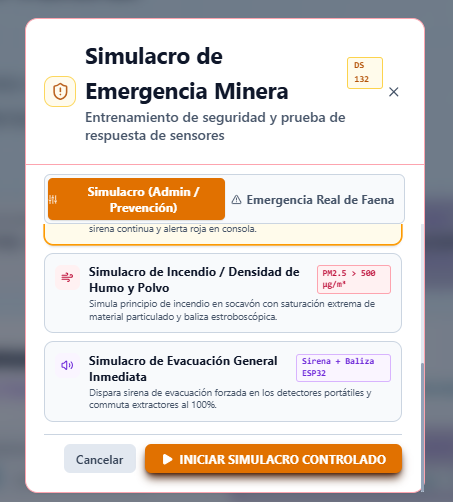 Simulacro de
Emergencia Minera
DS
132
Entrenamiento de seguridad y prueba de
respuesta de sensores
Simulacro (Admin /
Prevención)
Emergencia Real de Faena
sirena continua y alerta roja en consola.
Simulacro de Incendio / Densidad de
Humo y Polvo
PM2.5 > 500
µg/m³
Simula principio de incendio en socavón con saturación extrema de
material particulado y baliza estroboscópica.
Simulacro de Evacuación General
Inmediata
Sirena + Baliza
ESP32
Dispara sirena de evacuación forzada en los detectores portátiles y
commuta extractores al 100%.
Cancelar
INICIAR SIMULACRO CONTROLADO